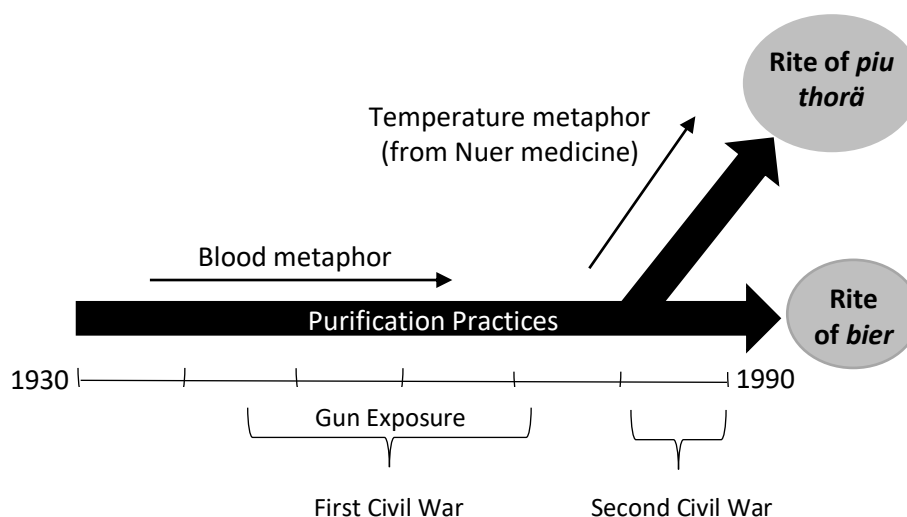 Rite of piu
thorä
Temperature metaphor
(from Nuer medicine)
Blood metaphor
Purification Practices
Rite
of bier
1930
1990
Gun Exposure
First Civil War
Second Civil War